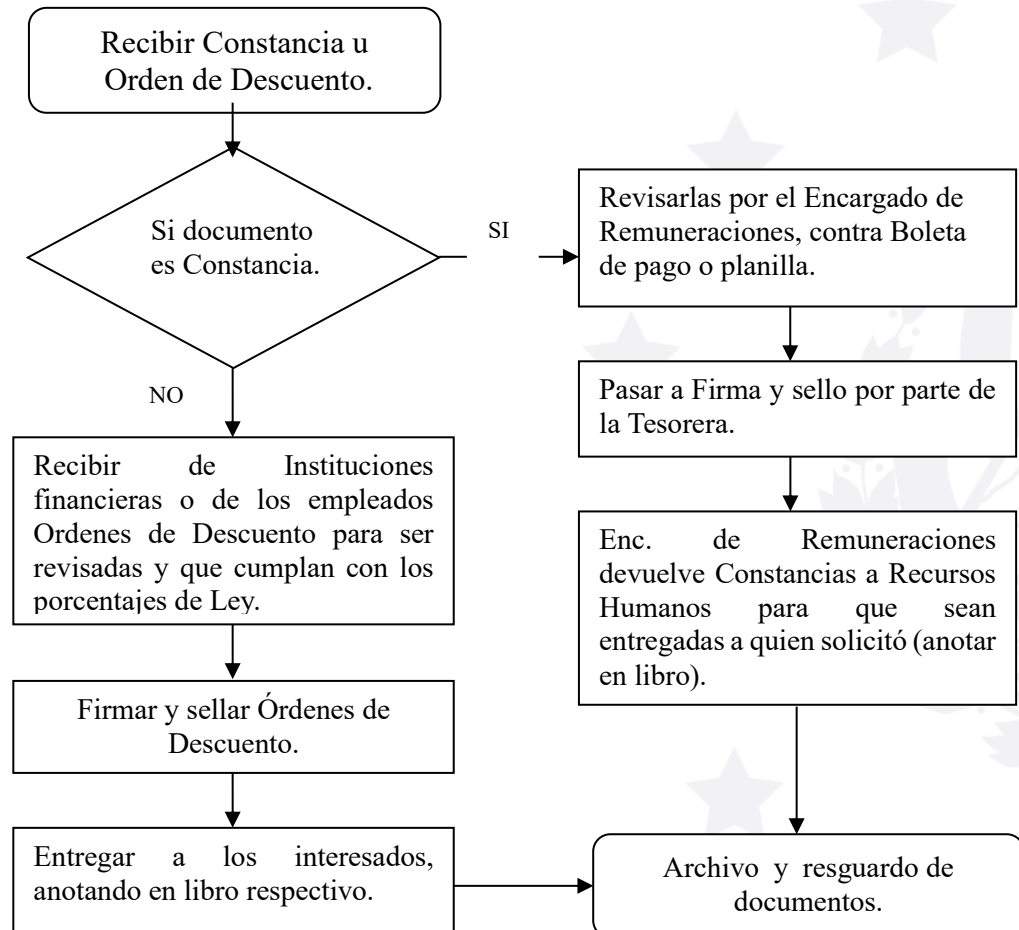 Recibir Constancia u
Orden de Descuento.
Si documento
es Constancia.
SI
NO
Revisarlas por el Encargado de
Remuneraciones, contra Boleta
de pago o planilla.
Pasar a Firma y sello por parte de
la Tesorera.
Enc. de Remuneraciones
devuelve Constancias a Recursos
Humanos para que sean
entregadas a quien solicitó (anotar
en libro).
Recibir de Instituciones
financieras o de los empleados
Ordenes de Descuento para ser
revisadas y que cumplan con los
porcentajes de Ley.
Firmar y sellar Órdenes de
Descuento.
Entregar a los interesados,
anotando en libro respectivo.
Archivo y resguardo de
documentos.